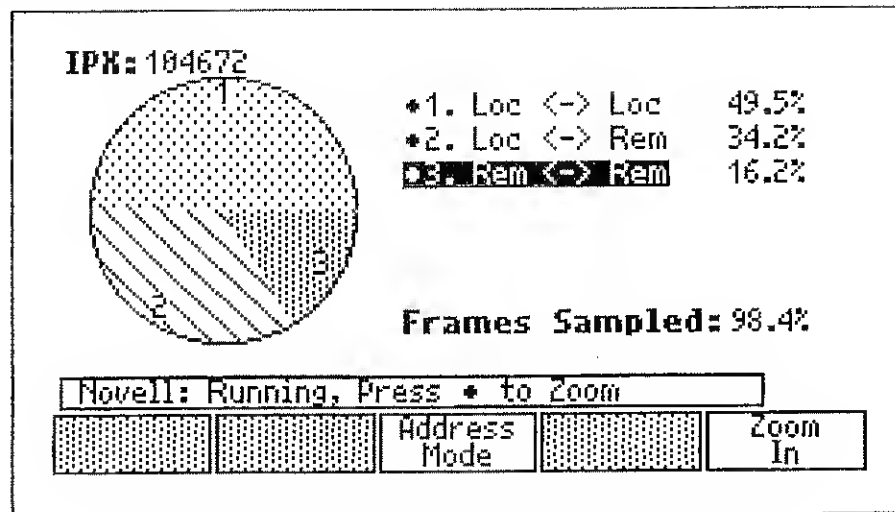 IPX:104672
1
•1. Loc <-> Loc 49.5%
•2. Loc <-> Rem 34.2%
•3. Rem <-> Rem 16.2%
3
2
Frames Sampled:98.4%
Novell: Running, Press • to Zoom
Address Mode
Zoom In